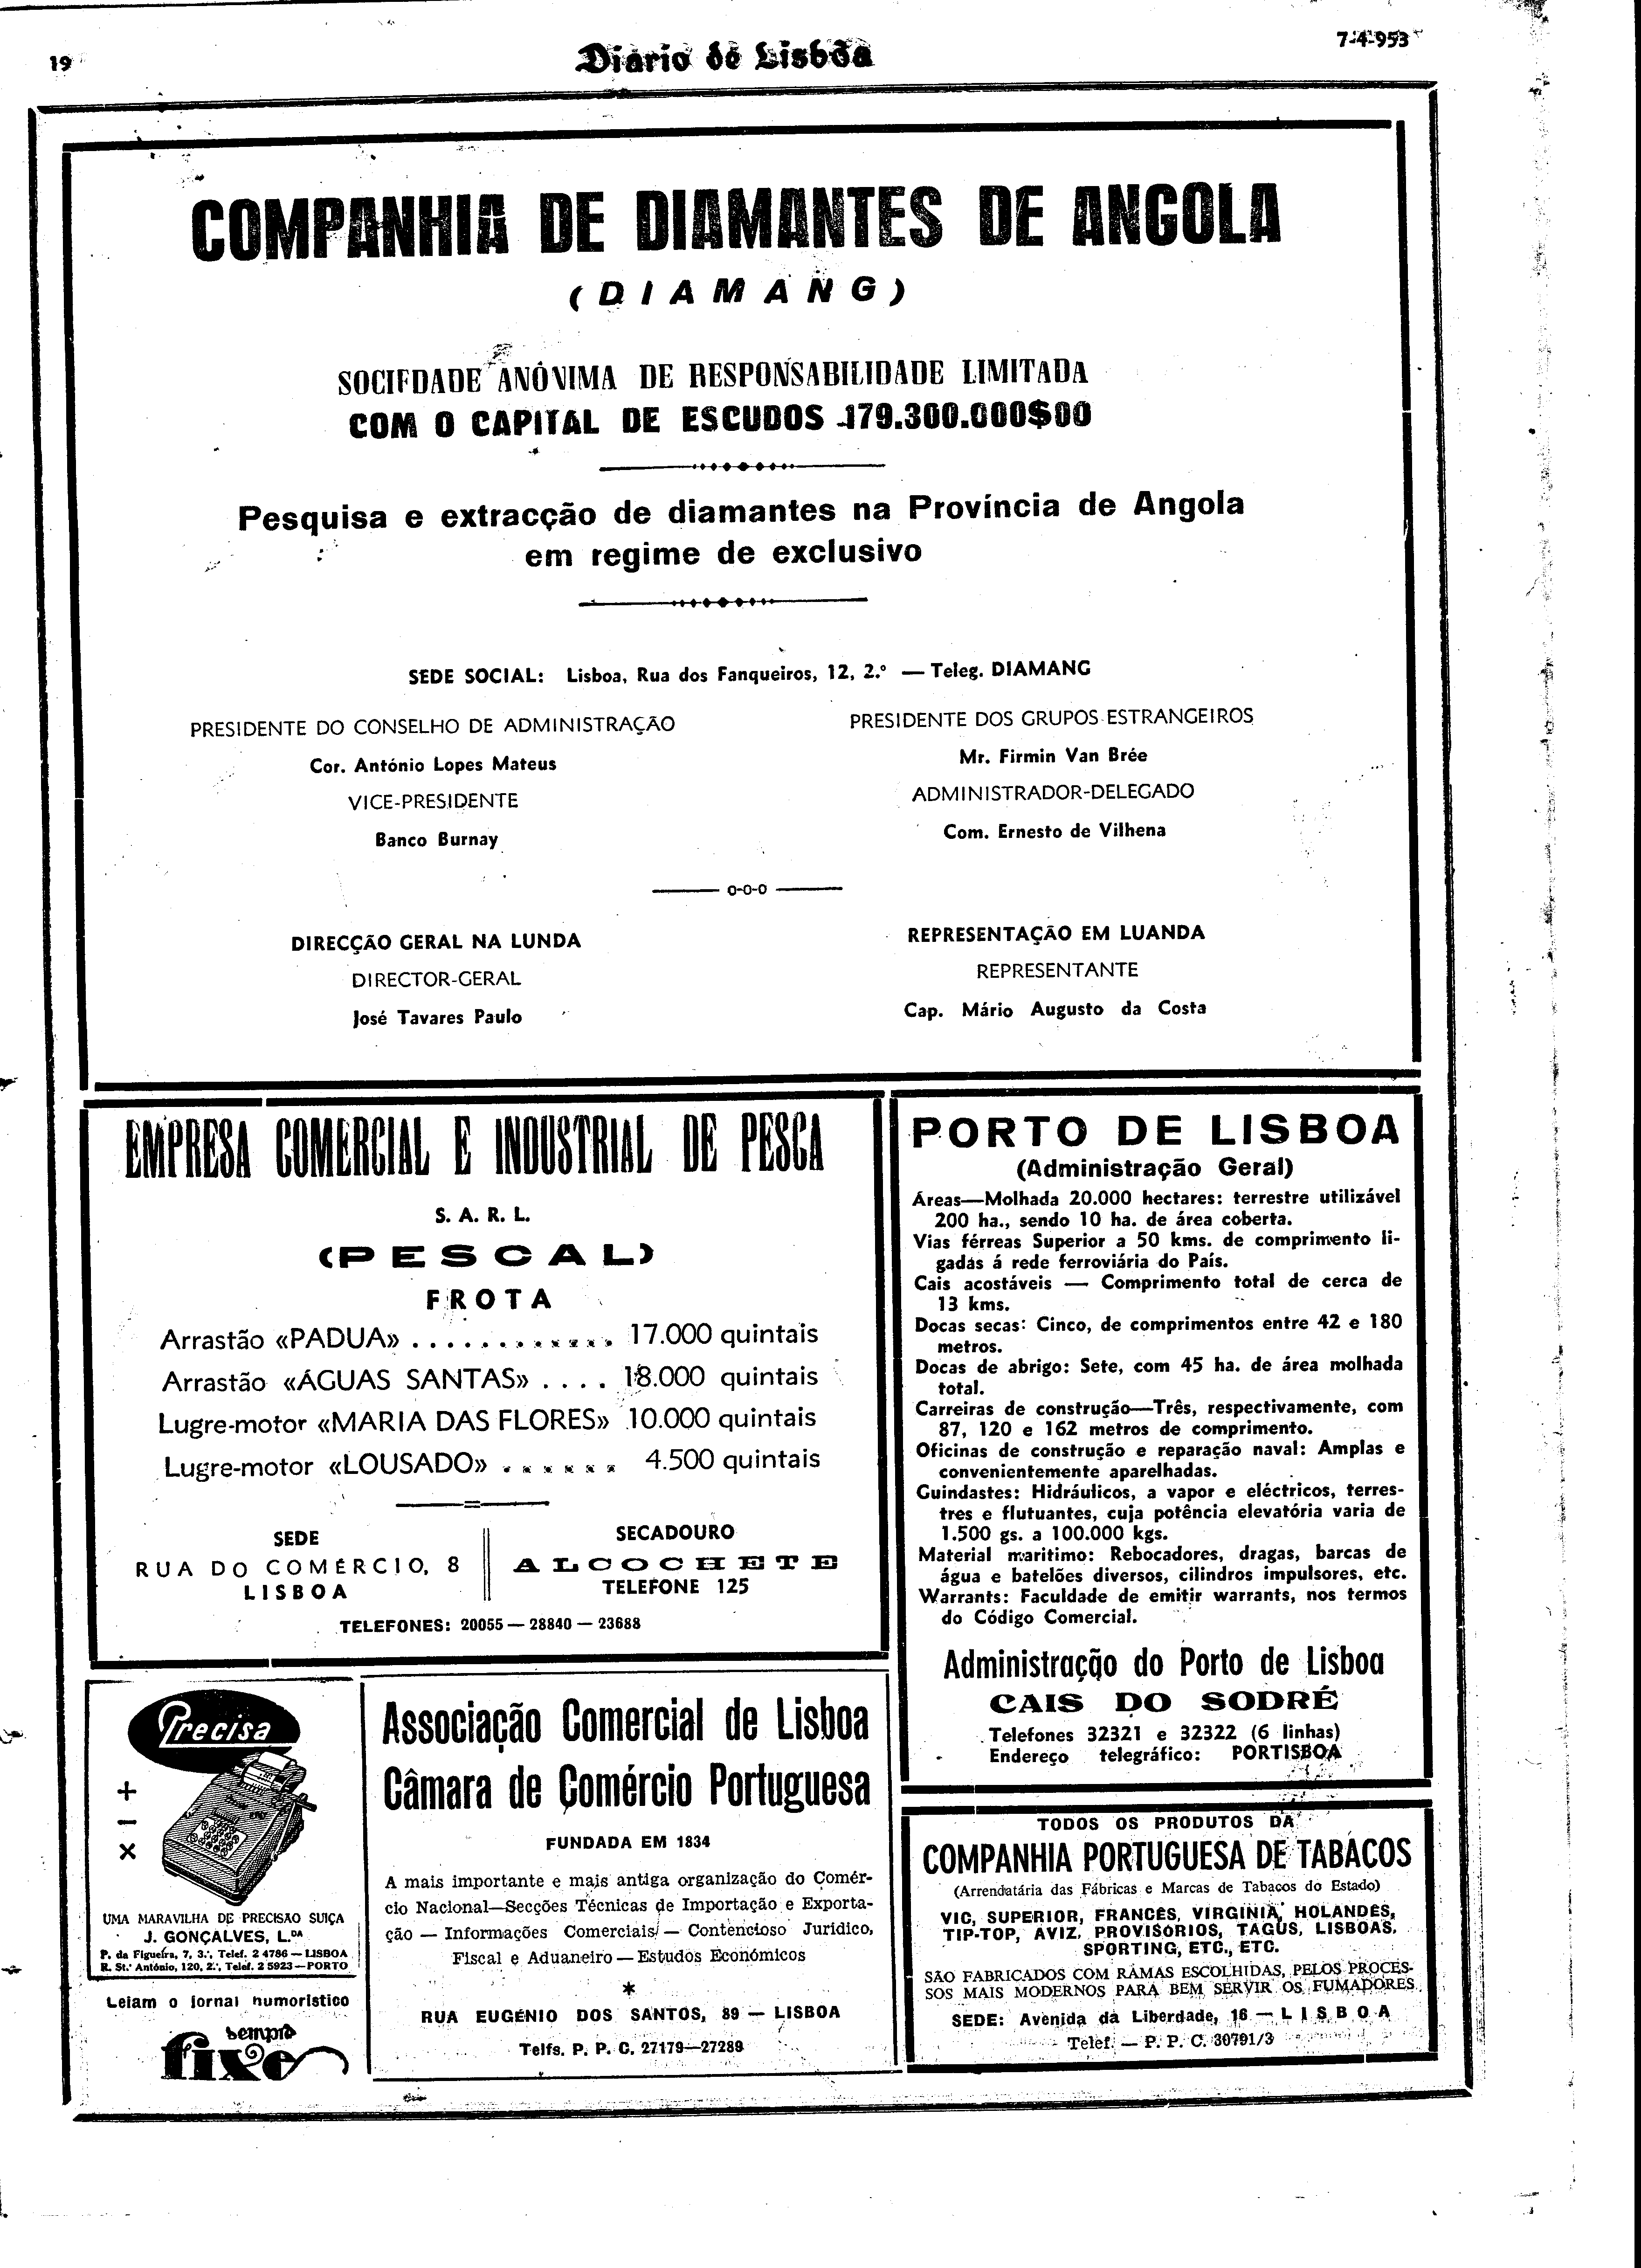 19
Diário de Lisboa
7-4-953
COMPANHIA DE DIAMANTES DE ANGOLA
(DIAMANG)
SOCIEDADE ANÓNIMA DE RESPONSABILIDADE LIMITADA
COM O CAPITAL DE ESCUDOS 179.300.000$00
Pesquisa e extracção de diamantes na Província de Angola
em regime de exclusivo
SEDE SOCIAL: Lisboa, Rua dos Fanqueiros, 12, 2.º — Teleg. DIAMANG
PRESIDENTE DO CONSELHO DE ADMINISTRAÇÃO
Cor. António Lopes Mateus
VICE-PRESIDENTE
Banco Burnay
PRESIDENTE DOS GRUPOS ESTRANGEIROS
Mr. Firmin Van Brée
ADMINISTRADOR-DELEGADO
Com. Ernesto de Vilhena
o-o-o
DIRECÇÃO GERAL NA LUNDA
DIRECTOR-GERAL
José Tavares Paulo
REPRESENTAÇÃO EM LUANDA
REPRESENTANTE
Cap. Mário Augusto da Costa
EMPRESA COMERCIAL E INDUSTRIAL DE PESCA
S. A. R. L.
(PESCAL)
FROTA
Arrastão «PADUA» ............ 17.000 quintais
Arrastão «ÁGUAS SANTAS» .... 18.000 quintais
Lugre-motor «MARIA DAS FLORES» 10.000 quintais
Lugre-motor «LOUSADO» ....... 4.500 quintais
SEDE
RUA DO COMÉRCIO, 8
LISBOA
SECADOURO
ALCOCHETE
TELEFONE 125
TELEFONES: 20055 — 28840 — 23688
PORTO DE LISBOA
(Administração Geral)
Áreas—Molhada 20.000 hectares: terrestre utilizável
200 ha., sendo 10 ha. de área coberta.
Vias férreas Superior a 50 kms. de comprimento li-
gadas á rede ferroviária do País.
Cais acostáveis — Comprimento total de cerca de
13 kms.
Docas secas: Cinco, de comprimentos entre 42 e 180
metros.
Docas de abrigo: Sete, com 45 ha. de área molhada
total.
Carreiras de construção—Três, respectivamente, com
87, 120 e 162 metros de comprimento.
Oficinas de construção e reparação naval: Amplas e
convenientemente aparelhadas.
Guindastes: Hidráulicos, a vapor e eléctricos, terres-
tres e flutuantes, cuja potência elevatória varia de
1.500 gs. a 100.000 kgs.
Material maritimo: Rebocadores, dragas, barcas de
água e batelões diversos, cilindros impulsores, etc.
Warrants: Faculdade de emitir warrants, nos termos
do Código Comercial.
Administração do Porto de Lisboa
CAIS DO SODRÉ
Telefones 32321 e 32322 (6 linhas)
Endereço telegráfico: PORTISBOA
Precisa
+
−
×
UMA MARAVILHA DE PRECISÃO SUIÇA
J. GONÇALVES, L.DA
P. da Figueira, 7, 3.º, Telef. 2 4786 — LISBOA
R. St.º António, 120, 2.º, Telef. 2 5923 — PORTO
Leiam o jornal humoristico
sempre
fixe
Associação Comercial de Lisboa
Câmara de Comércio Portuguesa
FUNDADA EM 1834
A mais importante e mais antiga organização do Comér-
cio Nacional—Secções Técnicas de Importação e Exporta-
ção — Informações Comerciais — Contencioso Juridico,
Fiscal e Aduaneiro — Estudos Económicos
*
RUA EUGÉNIO DOS SANTOS, 89 — LISBOA
Telfs. P. P. C. 27179—27289
TODOS OS PRODUTOS DA
COMPANHIA PORTUGUESA DE TABACOS
(Arrendatária das Fábricas e Marcas de Tabacos do Estado)
VIC, SUPERIOR, FRANCÊS, VIRGINIA, HOLANDÊS,
TIP-TOP, AVIZ, PROVISÓRIOS, TAGUS, LISBOAS,
SPORTING, ETC., ETC.
SÃO FABRICADOS COM RAMAS ESCOLHIDAS, PELOS PROCES-
SOS MAIS MODERNOS PARA BEM SERVIR OS FUMADORES
SEDE: Avenida da Liberdade, 16 — LISBOA
Telef. — P. P. C. 30791/3